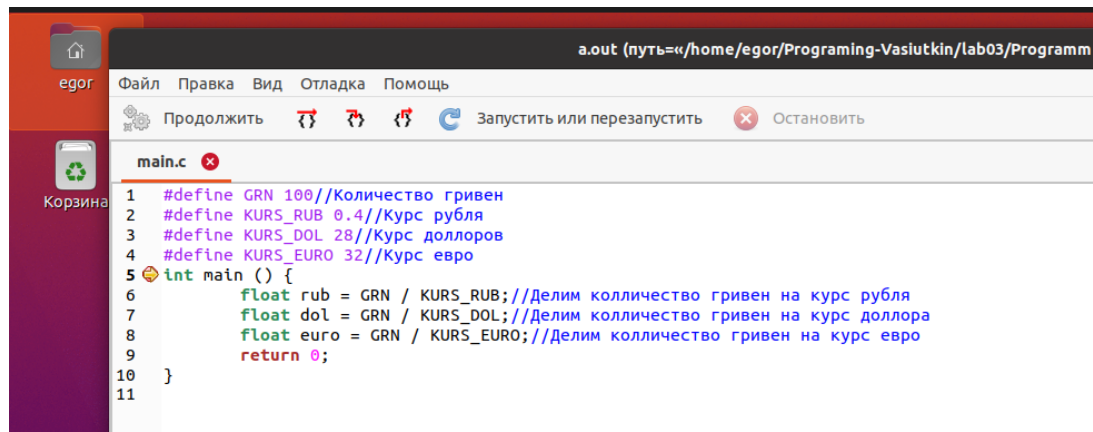 a.out (путь=«/home/egor/Programing-Vasiutkin/lab03/Programm
egor
Файл Правка Вид Отладка Помощь
Продолжить Запустить или перезапустить Остановить
main.c
Корзина
1 #define GRN 100//Количество гривен
2 #define KURS_RUB 0.4//Курс рубля
3 #define KURS_DOL 28//Курс доллоров
4 #define KURS_EURO 32//Курс евро
5 int main () {
6 float rub = GRN / KURS_RUB;//Делим колличество гривен на курс рубля
7 float dol = GRN / KURS_DOL;//Делим колличество гривен на курс доллора
8 float euro = GRN / KURS_EURO;//Делим колличество гривен на курс евро
9 return 0;
10 }
11